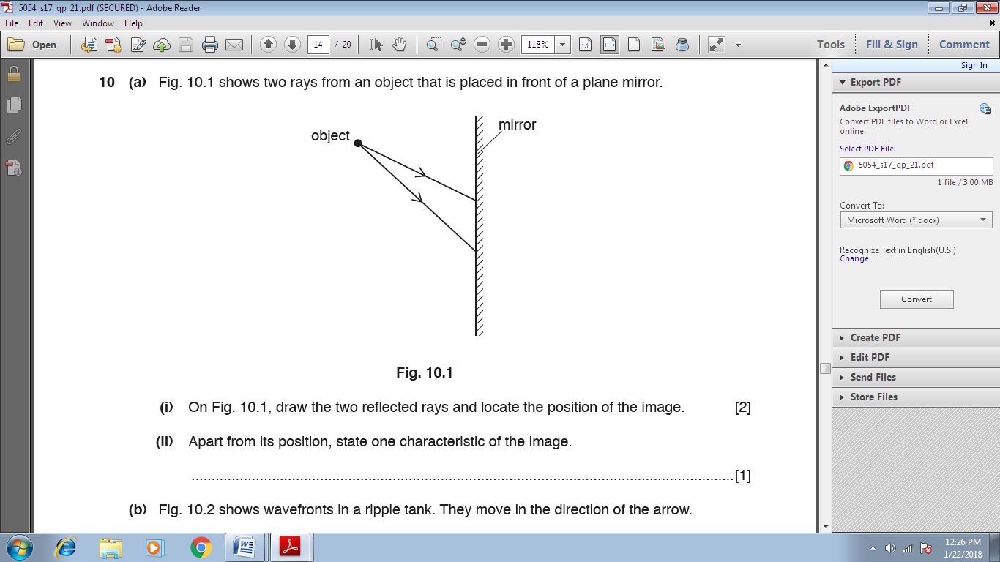 5054_s17_qp_21.pdf (SECURED) - Adobe Reader
File Edit View Window Help
Open 14 / 20 118% Tools Fill & Sign Comment
Sign In
Export PDF
Adobe ExportPDF
Convert PDF files to Word or Excel
online.
Select PDF File:
5054_s17_qp_21.pdf
1 file / 3.00 MB
Convert To:
Microsoft Word (*.docx)
Recognize Text in English(U.S.)
Change
Convert
Create PDF
Edit PDF
Send Files
Store Files
10 (a) Fig. 10.1 shows two rays from an object that is placed in front of a plane mirror.
mirror
object
Fig. 10.1
(i) On Fig. 10.1, draw the two reflected rays and locate the position of the image. [2]
(ii) Apart from its position, state one characteristic of the image.
.......................................................................................................................................[1]
(b) Fig. 10.2 shows wavefronts in a ripple tank. They move in the direction of the arrow.
12:26 PM
1/22/2018